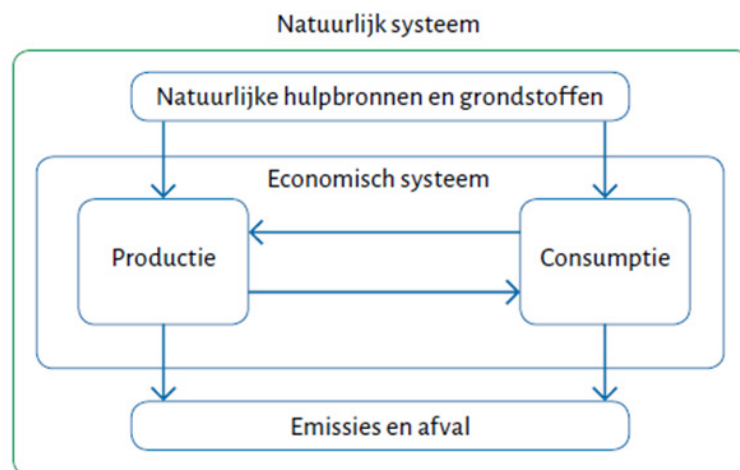 Natuurlijk systeem
Natuurlijke hulpbronnen en grondstoffen
Economisch systeem
Productie
Consumptie
Emissies en afval